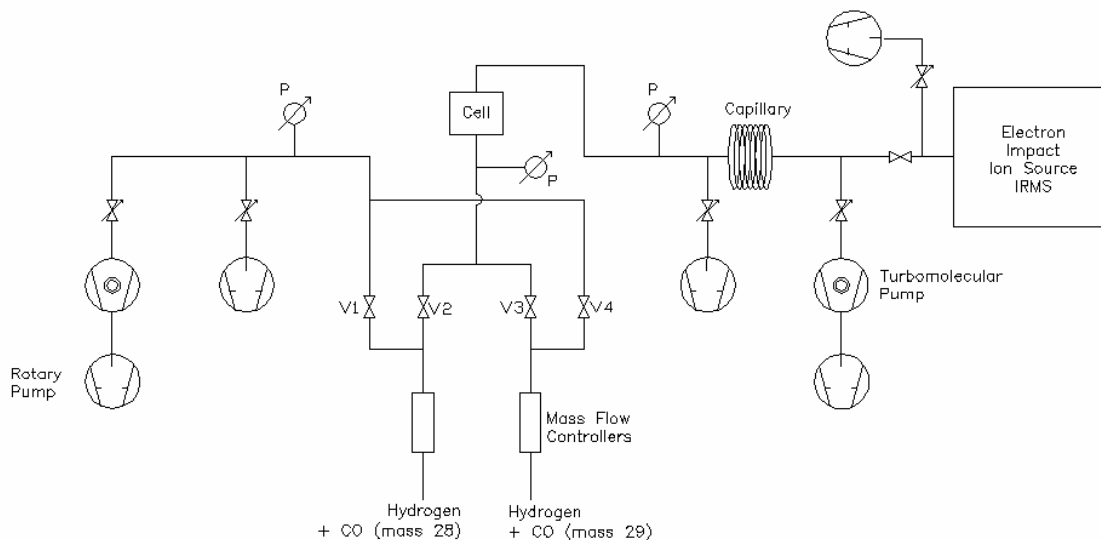 P
Cell
P
P
Capillary
Electron
Impact
Ion Source
IRMS
V1
V2
V3
V4
Turbomolecular
Pump
Rotary
Pump
Mass Flow
Controllers
Hydrogen
+ CO (mass 28)
Hydrogen
+ CO (mass 29)